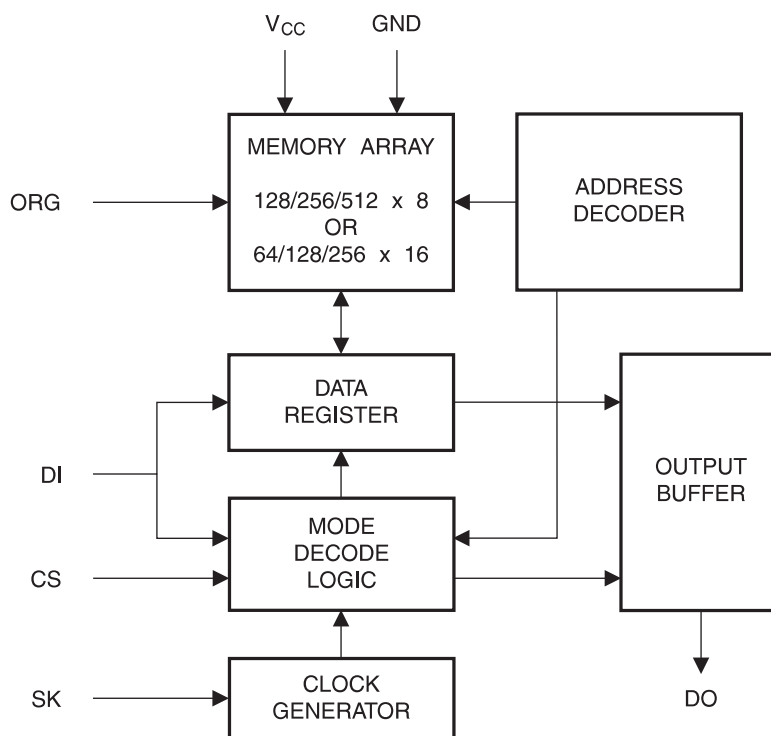 VCC
GND
MEMORY ARRAY
128/256/512 x 8
OR
64/128/256 x 16
ADDRESS
DECODER
ORG
DATA
REGISTER
DI
OUTPUT
BUFFER
MODE
DECODE
LOGIC
CS
CLOCK
GENERATOR
SK
DO